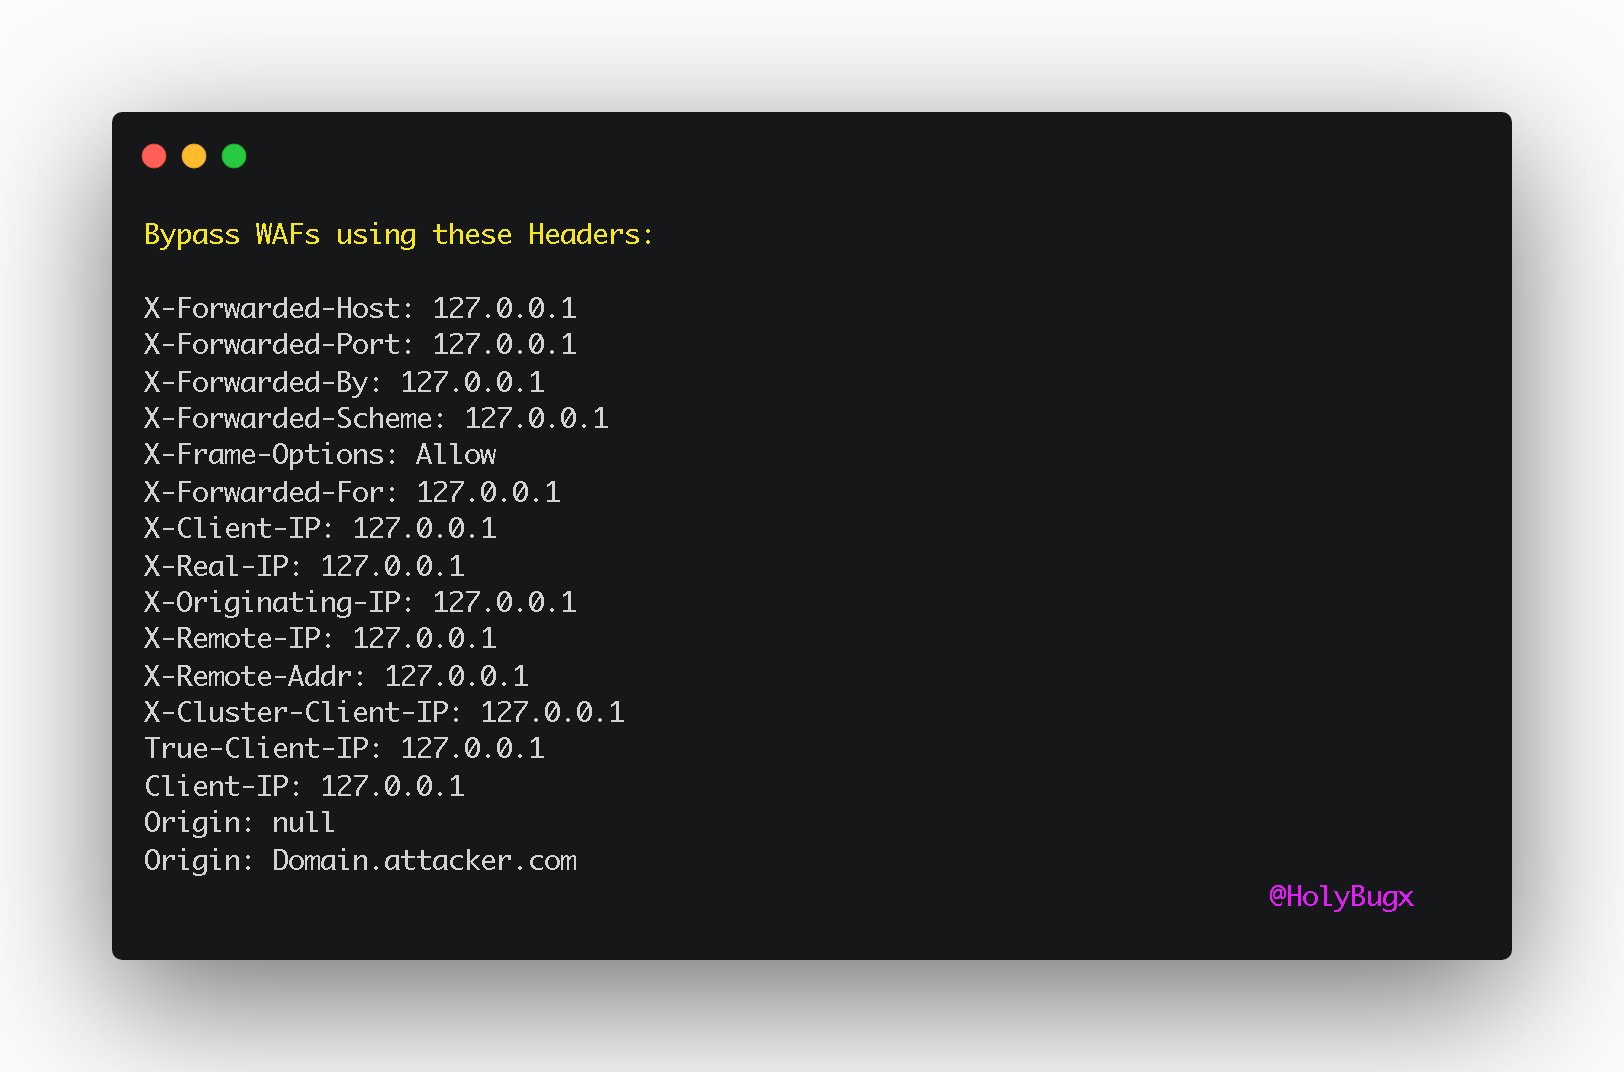 Bypass WAFs using these Headers:
X-Forwarded-Host: 127.0.0.1
X-Forwarded-Port: 127.0.0.1
X-Forwarded-By: 127.0.0.1
X-Forwarded-Scheme: 127.0.0.1
X-Frame-Options: Allow
X-Forwarded-For: 127.0.0.1
X-Client-IP: 127.0.0.1
X-Real-IP: 127.0.0.1
X-Originating-IP: 127.0.0.1
X-Remote-IP: 127.0.0.1
X-Remote-Addr: 127.0.0.1
X-Cluster-Client-IP: 127.0.0.1
True-Client-IP: 127.0.0.1
Client-IP: 127.0.0.1
Origin: null
Origin: Domain.attacker.com
@HolyBugx